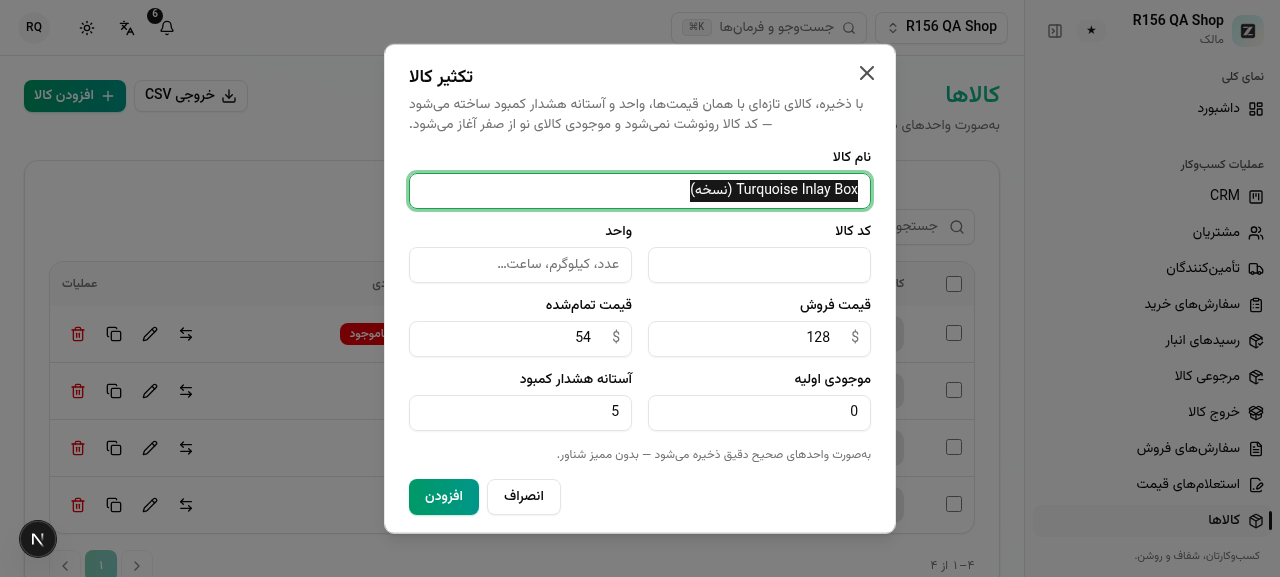 R156 QA Shop
مالک
نمای کلی
داشبورد
عملیات کسب‌وکار
CRM
مشتریان
تأمین‌کنندگان
سفارش‌های خرید
رسیدهای انبار
مرجوعی کالا
خروج کالا
سفارش‌های فروش
استعلام‌های قیمت
کالاها
کسب‌وکارتان، شفاف و روشن.
R156 QA Shop
جست‌وجو و فرمان‌ها
⌘K
6
RQ
کالاها
به‌صورت واحدهای
خروجی CSV
افزودن کالا
عملیات
۱–۴ از ۴
۱
تکثیر کالا
با ذخیره، کالای تازه‌ای با همان قیمت‌ها، واحد و آستانه هشدار کمبود ساخته می‌شود
— کد کالا رونوشت نمی‌شود و موجودی کالای نو از صفر آغاز می‌شود.
نام کالا
Turquoise Inlay Box (نسخه)
کد کالا
واحد
عدد، کیلوگرم، ساعت…
قیمت فروش
قیمت تمام‌شده
$ 128
$ 54
موجودی اولیه
آستانه هشدار کمبود
0
5
به‌صورت واحدهای صحیح دقیق ذخیره می‌شود — بدون ممیز شناور.
انصراف
افزودن